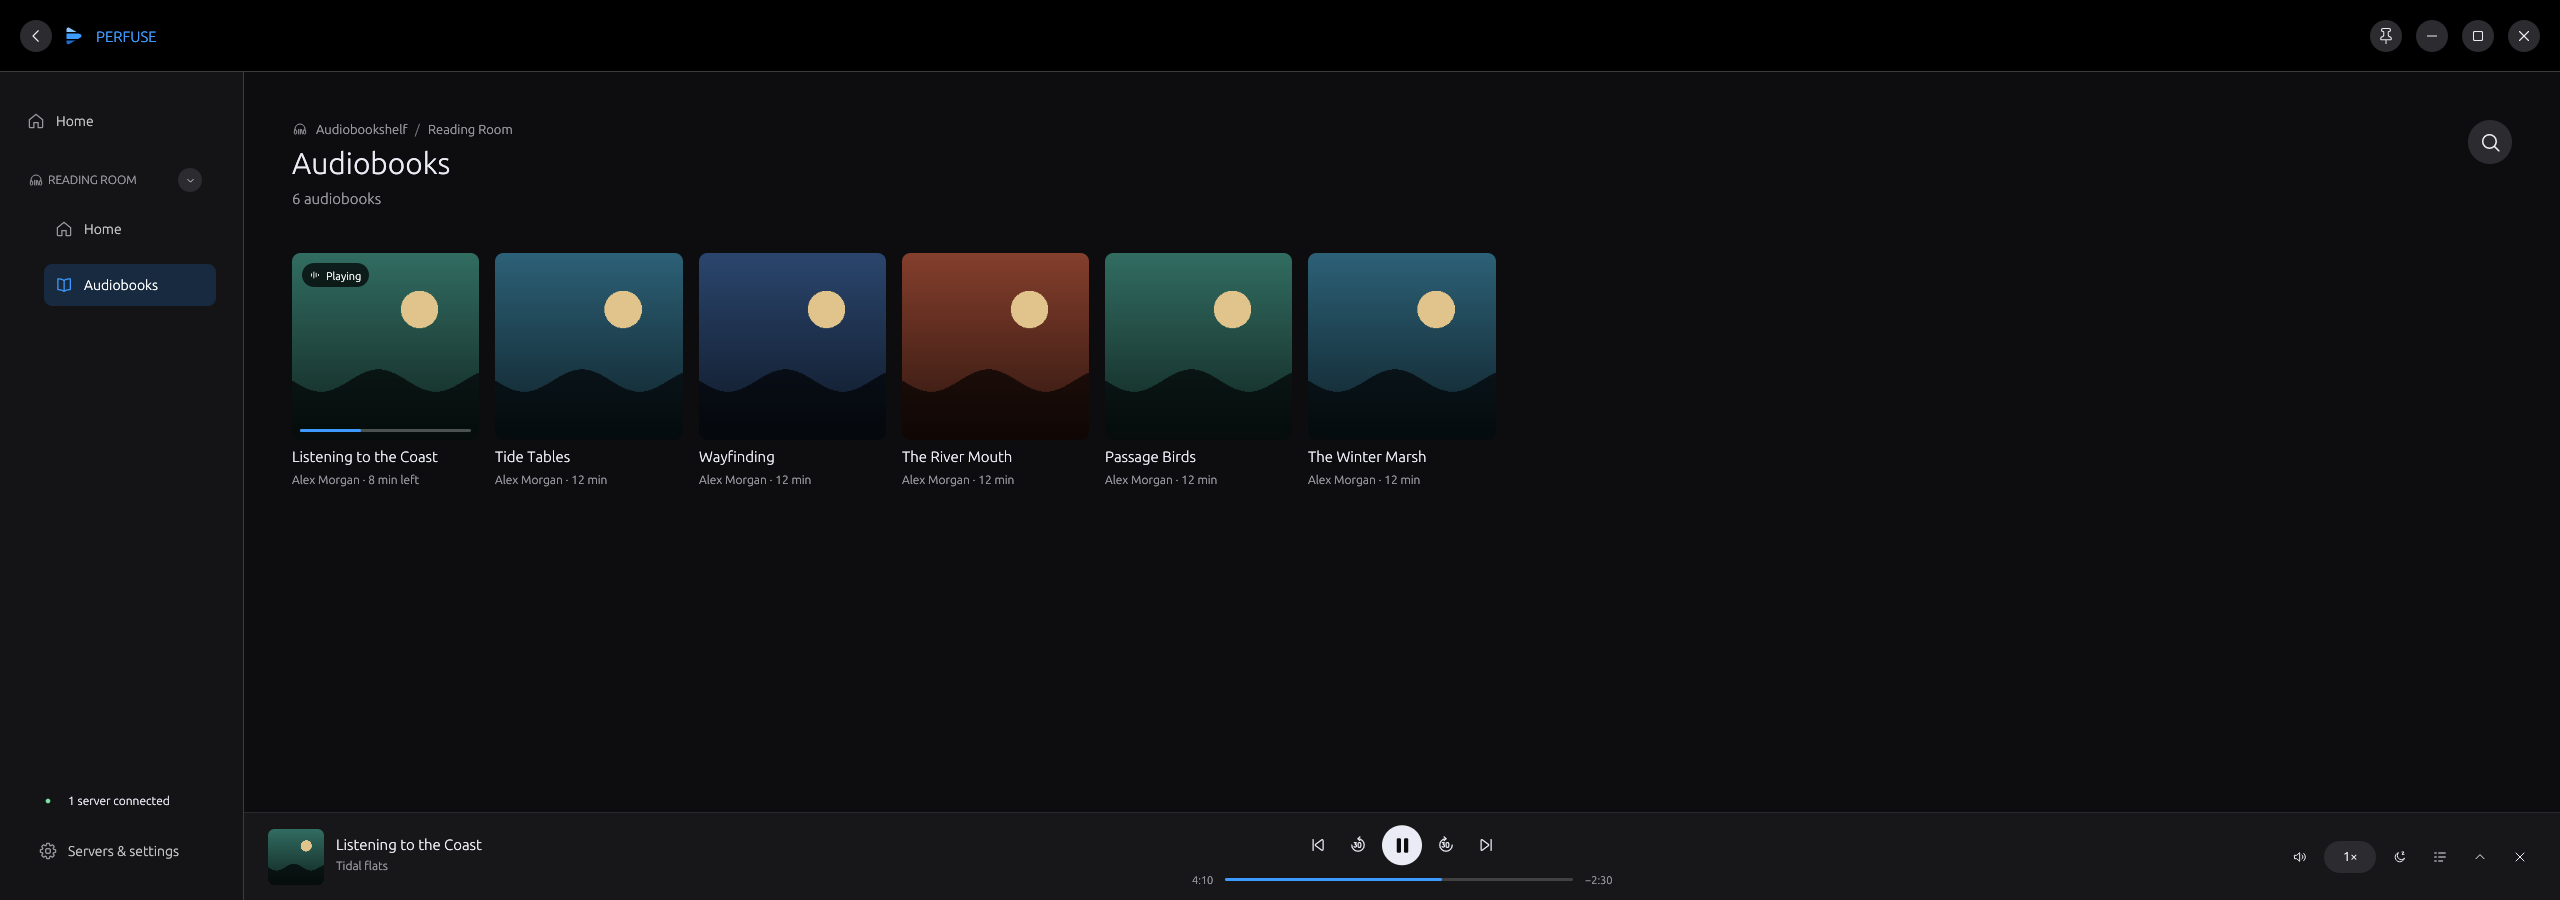 PERFUSE
Home
READING ROOM
Home
Audiobooks
1 server connected
Servers & settings
Audiobookshelf / Reading Room
Audiobooks
6 audiobooks
Playing
Listening to the Coast
Alex Morgan · 8 min left
Tide Tables
Alex Morgan · 12 min
Wayfinding
Alex Morgan · 12 min
The River Mouth
Alex Morgan · 12 min
Passage Birds
Alex Morgan · 12 min
The Winter Marsh
Alex Morgan · 12 min
Listening to the Coast
Tidal flats
30
30
4:10
−2:30
1×